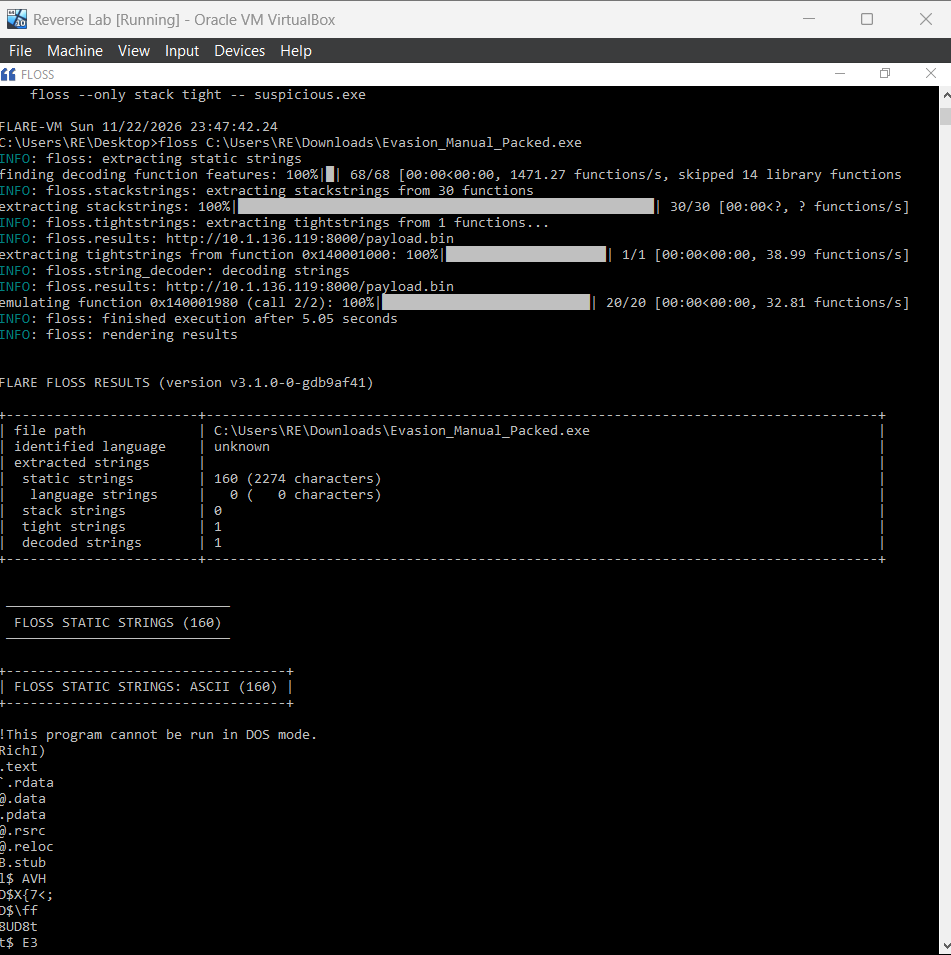 Reverse Lab [Running] - Oracle VM VirtualBox
File Machine View Input Devices Help
FLOSS
floss --only stack tight -- suspicious.exe
FLARE-VM Sun 11/22/2026 23:47:42.24
C:\Users\RE\Desktop>floss C:\Users\RE\Downloads\Evasion_Manual_Packed.exe
INFO: floss: extracting static strings
finding decoding function features: 100%| | 68/68 [00:00<00:00, 1471.27 functions/s, skipped 14 library functions
INFO: floss.stackstrings: extracting stackstrings from 30 functions
extracting stackstrings: 100%| | 30/30 [00:00<?, ? functions/s]
INFO: floss.tightstrings: extracting tightstrings from 1 functions...
INFO: floss.results: http://10.1.136.119:8000/payload.bin
extracting tightstrings from function 0x140001000: 100%| | 1/1 [00:00<00:00, 38.99 functions/s]
INFO: floss.string_decoder: decoding strings
INFO: floss.results: http://10.1.136.119:8000/payload.bin
emulating function 0x140001980 (call 2/2): 100%| | 20/20 [00:00<00:00, 32.81 functions/s]
INFO: floss: finished execution after 5.05 seconds
INFO: floss: rendering results
FLARE FLOSS RESULTS (version v3.1.0-0-gdb9af41)
file path | C:\Users\RE\Downloads\Evasion_Manual_Packed.exe
identified language | unknown
extracted strings
static strings | 160 (2274 characters)
language strings | 0 ( 0 characters)
stack strings | 0
tight strings | 1
decoded strings | 1
FLOSS STATIC STRINGS (160)
FLOSS STATIC STRINGS: ASCII (160)
!This program cannot be run in DOS mode.
RichI)
.text
`.rdata
@.data
.pdata
@.rsrc
@.reloc
B.stub
l$ AVH
D$X{7<;
D$\ff
8UD8t
t$ E3